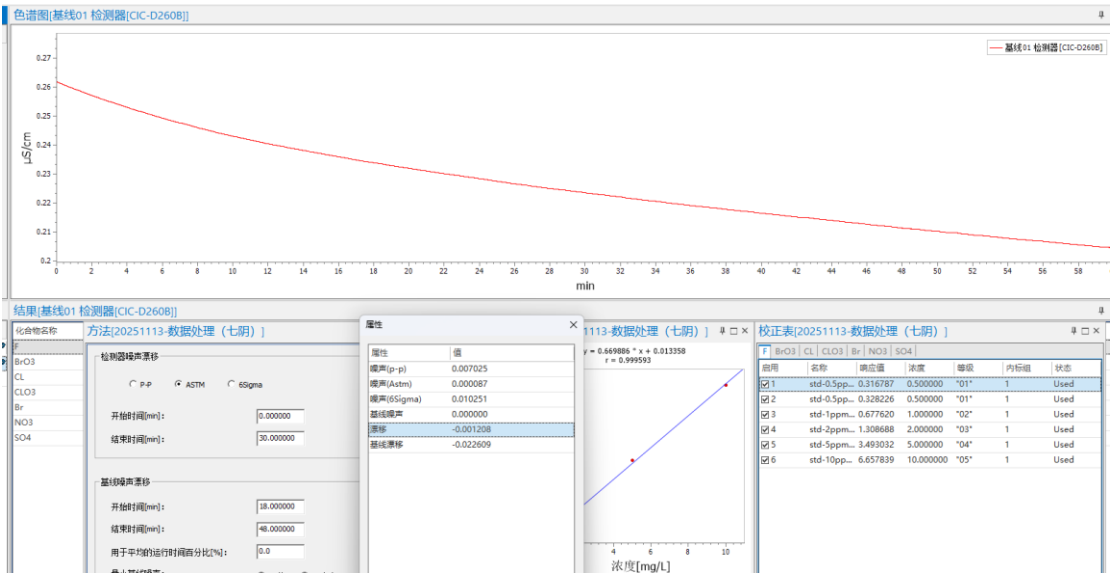 色谱图[基线01 检测器[CIC-D260B]]
基线01 检测器[CIC-D260B]
0.27
0.26
0.25
0.24
0.23
0.22
0.21
0.2
μS/cm
0 2 4 6 8 10 12 14 16 18 20 22 24 26 28 30 32 34 36 38 40 42 44 46 48 50 52 54 56 58
min
结果[基线01 检测器[CIC-D260B]]
化合物名称
F
BrO3
CL
CLO3
Br
NO3
SO4
方法[20251113-数据处理（七阴）]
检测器噪声漂移
P-P ASTM 6Sigma
开始时间[min]: 0.000000
结束时间[min]: 30.000000
基线噪声漂移
开始时间[min]: 18.000000
结束时间[min]: 48.000000
用于平均的运行时间百分比[%]: 0.0
属性
属性 值
噪声(p-p) 0.007025
噪声(Astm) 0.000087
噪声(6Sigma) 0.010251
基线噪声 0.000000
漂移 -0.001208
基线漂移 -0.022609
1113-数据处理（七阴）]
y = 0.669886 * x + 0.013358
r = 0.999593
4 6 8 10
浓度[mg/L]
校正表[20251113-数据处理（七阴）]
F BrO3 CL CLO3 Br NO3 SO4
启用 名称 响应值 浓度 等级 内标组 状态
1 std-0.5pp... 0.316787 0.500000 "01" 1 Used
2 std-0.5pp... 0.328226 0.500000 "01" 1 Used
3 std-1ppm... 0.677620 1.000000 "02" 1 Used
4 std-2ppm... 1.308688 2.000000 "03" 1 Used
5 std-5ppm... 3.493032 5.000000 "04" 1 Used
6 std-10pp... 6.657839 10.000000 "05" 1 Used